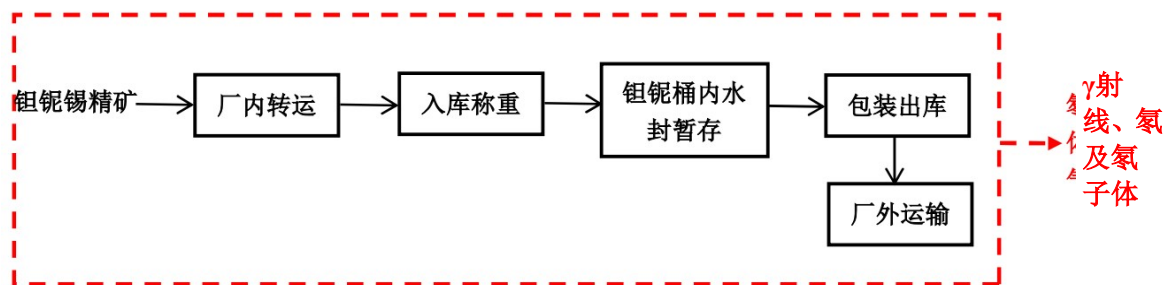 钽铌锡精矿
厂内转运
入库称重
钽铌桶内水
封暂存
包装出库
厂外运输
γ射
线、氡
及氡
子体